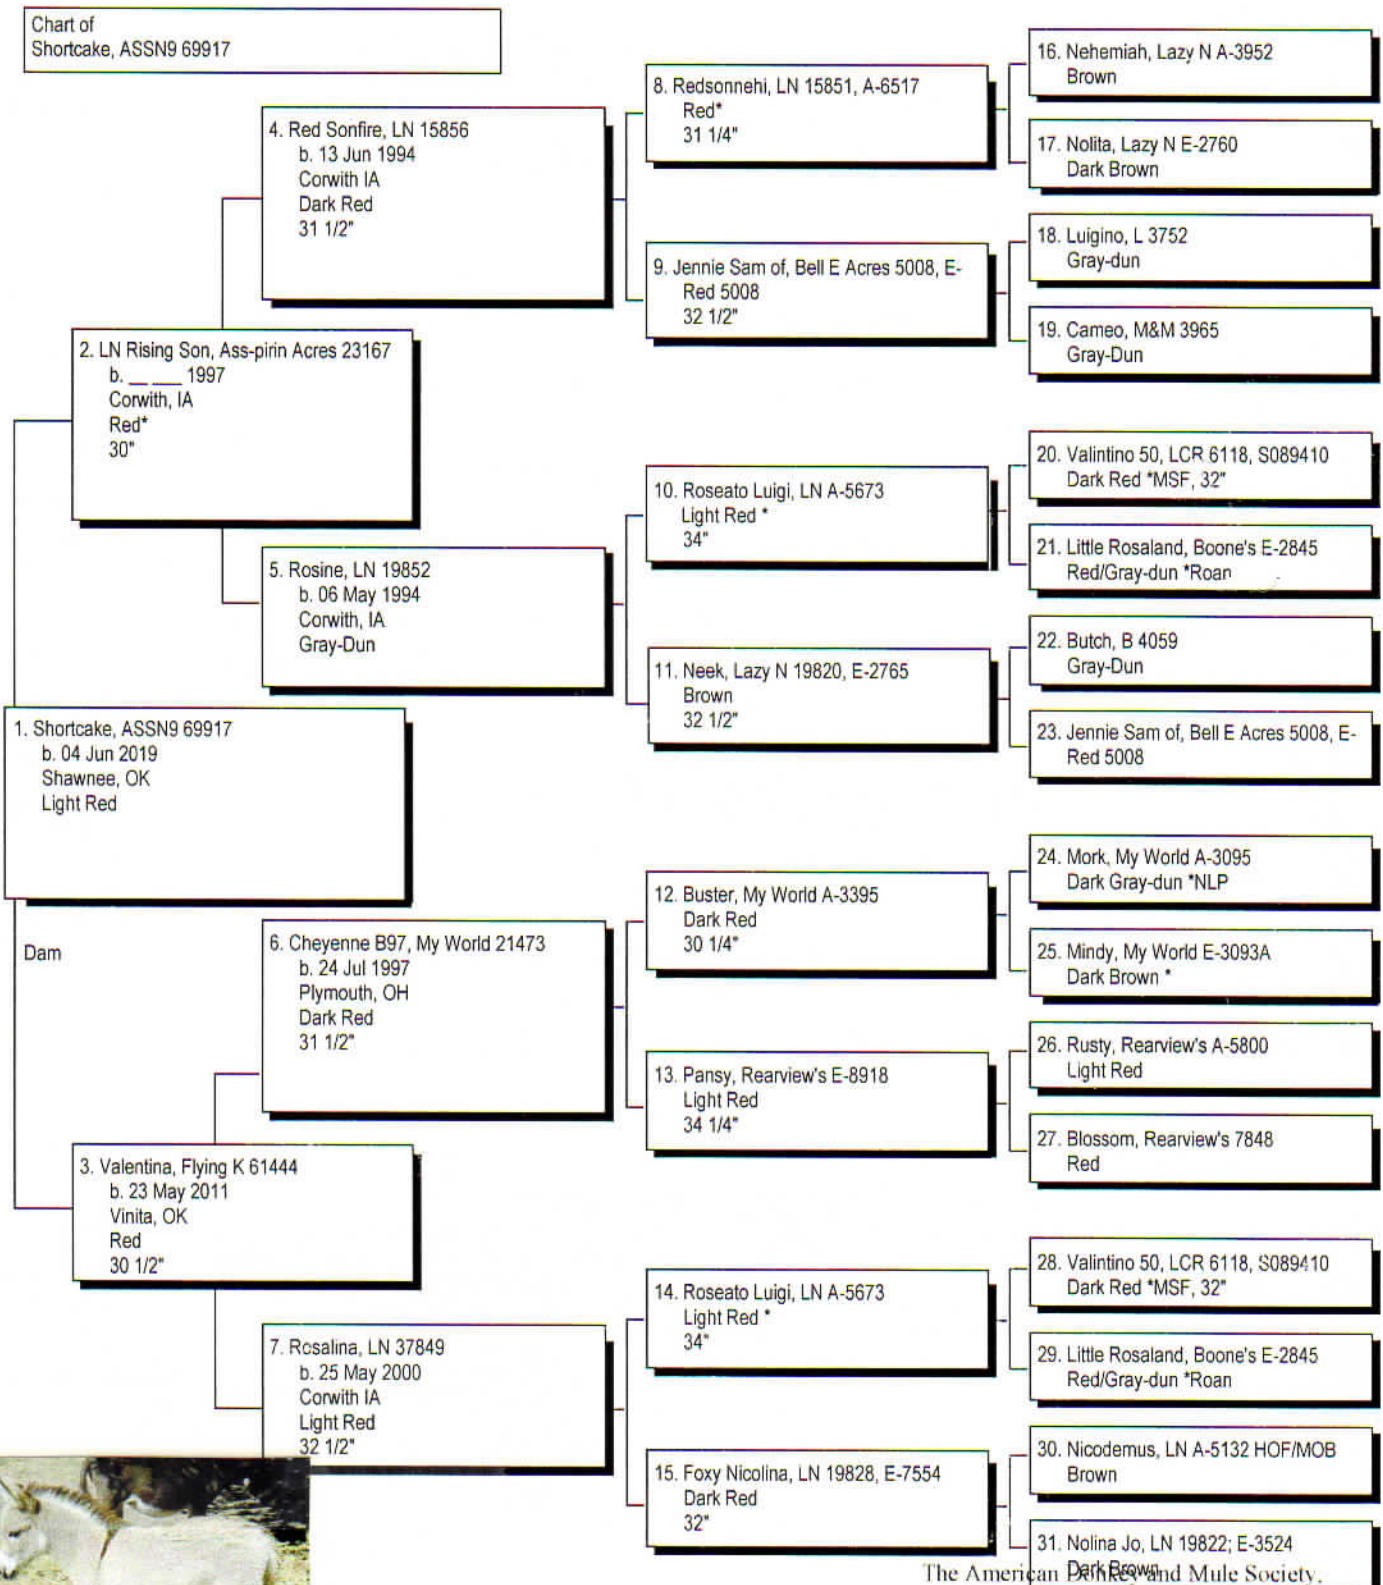 Chart of
Shortcake, ASSN9 69917
1. Shortcake, ASSN9 69917
b. 04 Jun 2019
Shawnee, OK
Light Red
Dam
2. LN Rising Son, Ass-pirin Acres 23167
b. __ ___ 1997
Corwith, IA
Red*
30"
3. Valentina, Flying K 61444
b. 23 May 2011
Vinita, OK
Red
30 1/2"
4. Red Sonfire, LN 15856
b. 13 Jun 1994
Corwith IA
Dark Red
31 1/2"
5. Rosine, LN 19852
b. 06 May 1994
Corwith, IA
Gray-Dun
6. Cheyenne B97, My World 21473
b. 24 Jul 1997
Plymouth, OH
Dark Red
31 1/2"
7. Rosalina, LN 37849
b. 25 May 2000
Corwith IA
Light Red
32 1/2"
8. Redsonnehi, LN 15851, A-6517
Red*
31 1/4"
9. Jennie Sam of, Bell E Acres 5008, E-
Red 5008
32 1/2"
10. Roseato Luigi, LN A-5673
Light Red *
34"
11. Neek, Lazy N 19820, E-2765
Brown
32 1/2"
12. Buster, My World A-3395
Dark Red
30 1/4"
13. Pansy, Rearview's E-8918
Light Red
34 1/4"
14. Roseato Luigi, LN A-5673
Light Red *
34"
15. Foxy Nicolina, LN 19828, E-7554
Dark Red
32"
16. Nehemiah, Lazy N A-3952
Brown
17. Nolita, Lazy N E-2760
Dark Brown
18. Luigino, L 3752
Gray-dun
19. Cameo, M&M 3965
Gray-Dun
20. Valintino 50, LCR 6118, S089410
Dark Red *MSF, 32"
21. Little Rosaland, Boone's E-2845
Red/Gray-dun *Roan
22. Butch, B 4059
Gray-Dun
23. Jennie Sam of, Bell E Acres 5008, E-
Red 5008
24. Mork, My World A-3095
Dark Gray-dun *NLP
25. Mindy, My World E-3093A
Dark Brown *
26. Rusty, Rearview's A-5800
Light Red
27. Blossom, Rearview's 7848
Red
28. Valintino 50, LCR 6118, S089410
Dark Red *MSF, 32"
29. Little Rosaland, Boone's E-2845
Red/Gray-dun *Roan
30. Nicodemus, LN A-5132 HOF/MOB
Brown
31. Nolina Jo, LN 19822; E-3524
Dark Brown
The American Donkey and Mule Society,